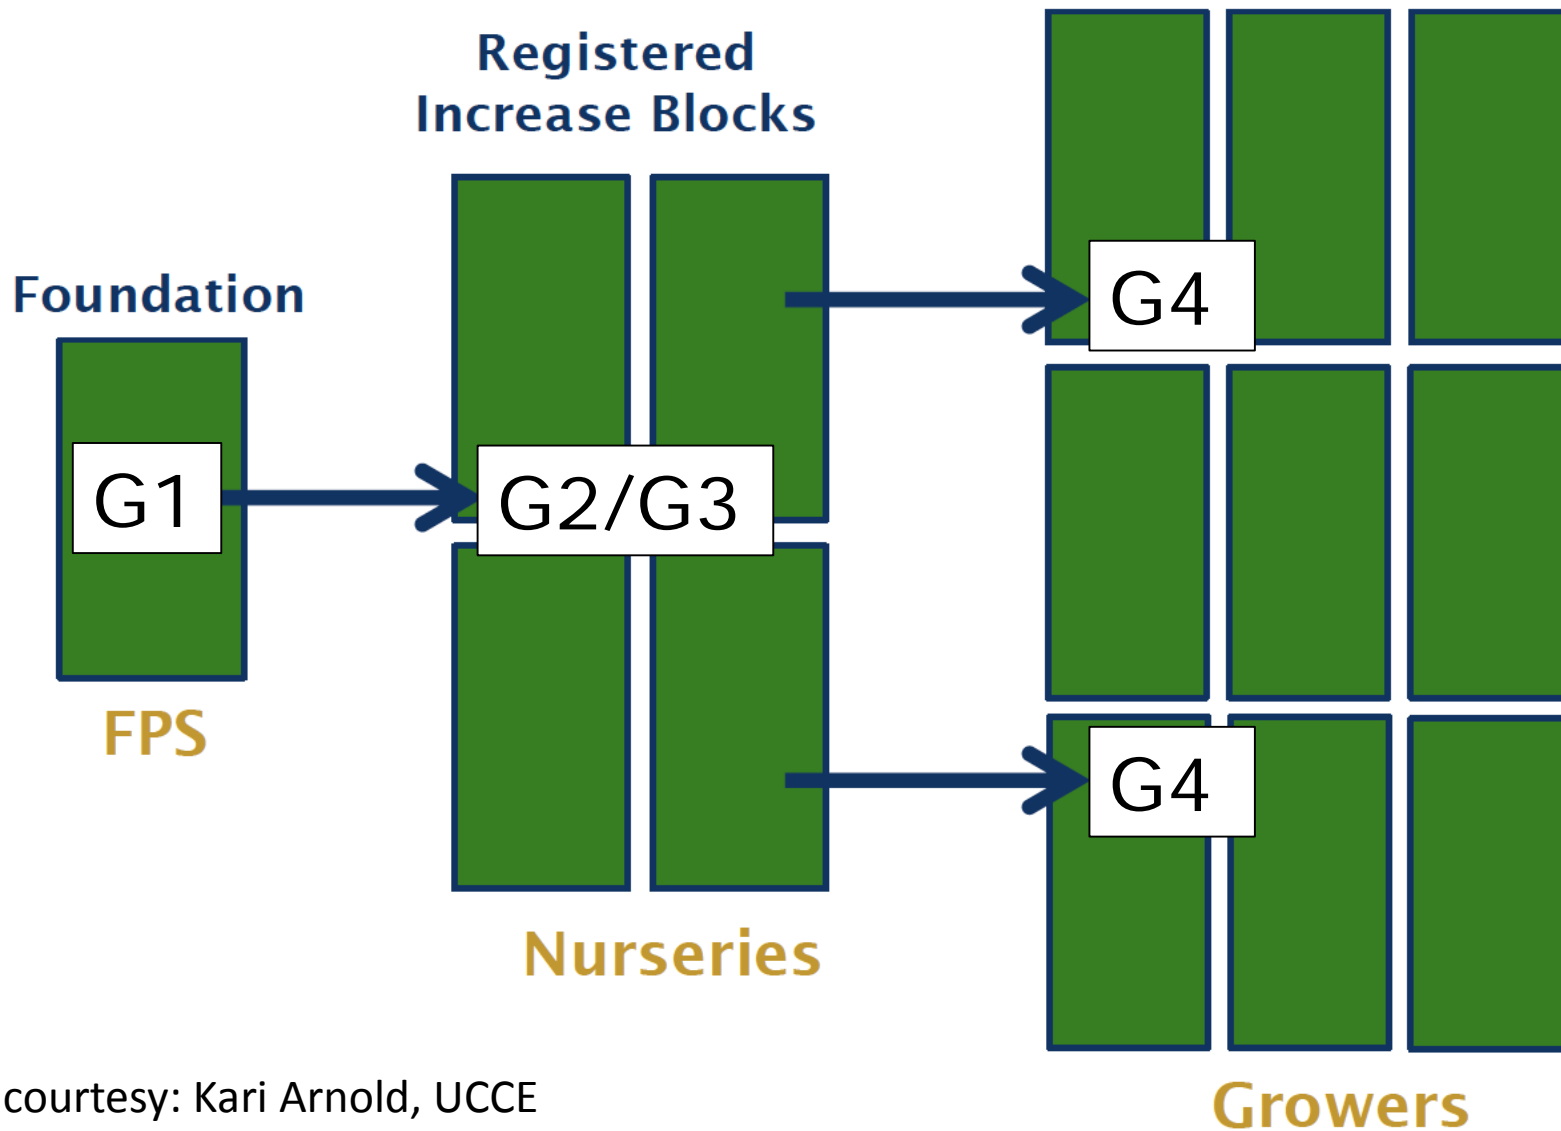 Registered
Increase Blocks
Foundation
G1
G2/G3
G4
G4
FPS
Nurseries
Growers
courtesy: Kari Arnold, UCCE